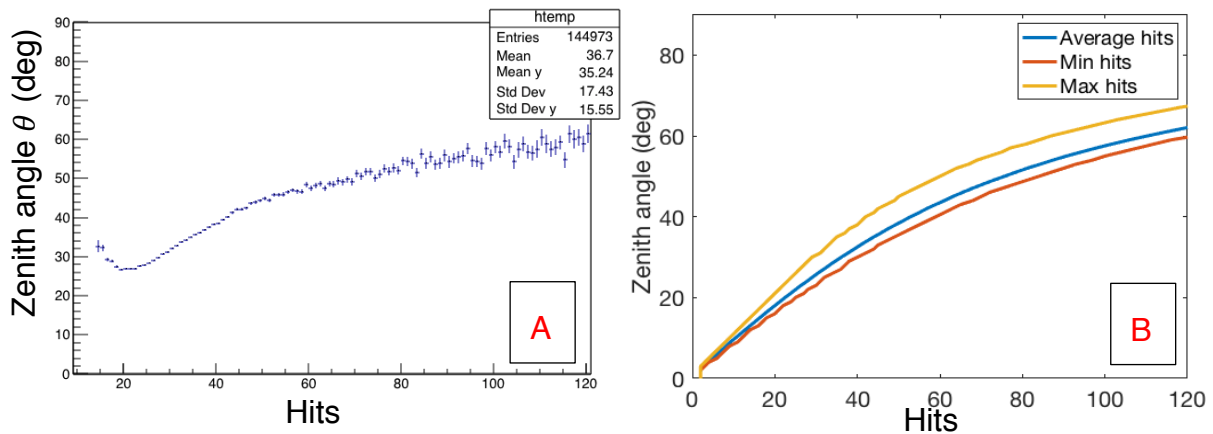 htemp
Entries 144973
Mean 36.7
Mean y 35.24
Std Dev 17.43
Std Dev y 15.55
Zenith angle θ (deg)
90
80
70
60
50
40
30
20
10
0
20 40 60 80 100 120
Hits
A
Average hits
Min hits
Max hits
Zenith angle (deg)
80
60
40
20
0
0 20 40 60 80 100 120
Hits
B